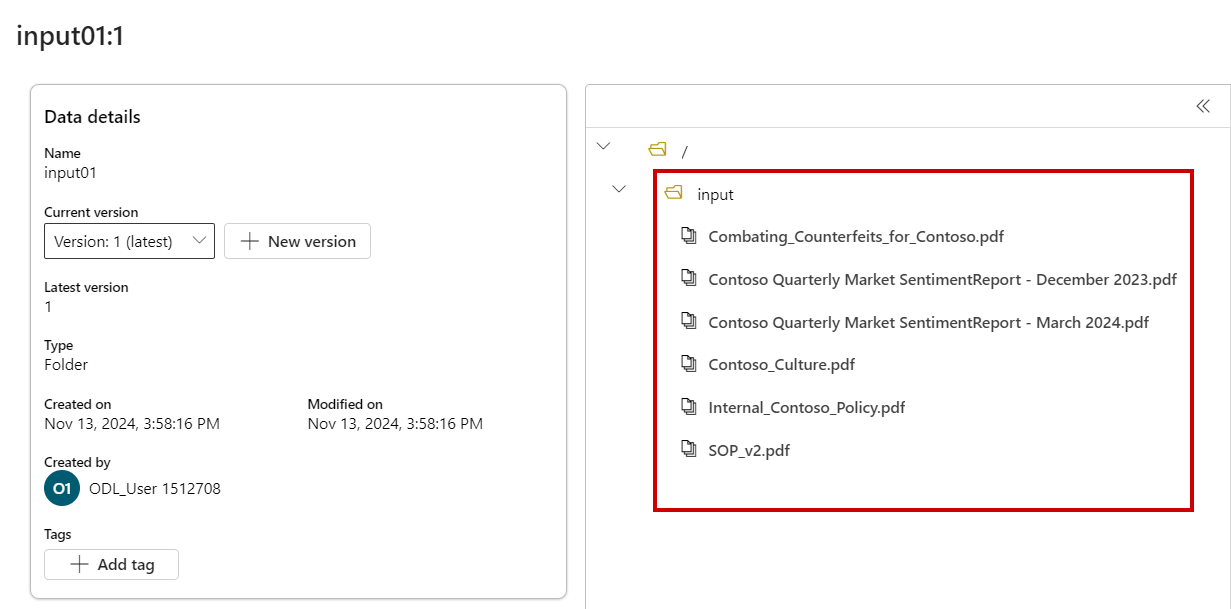 input01:1
Data details
Name
input01
Current version
Version: 1 (latest)
New version
Latest version
1
Type
Folder
Created on
Nov 13, 2024, 3:58:16 PM
Modified on
Nov 13, 2024, 3:58:16 PM
Created by
O1
ODL_User 1512708
Tags
Add tag
/
input
Combating_Counterfeits_for_Contoso.pdf
Contoso Quarterly Market SentimentReport - December 2023.pdf
Contoso Quarterly Market SentimentReport - March 2024.pdf
Contoso_Culture.pdf
Internal_Contoso_Policy.pdf
SOP_v2.pdf